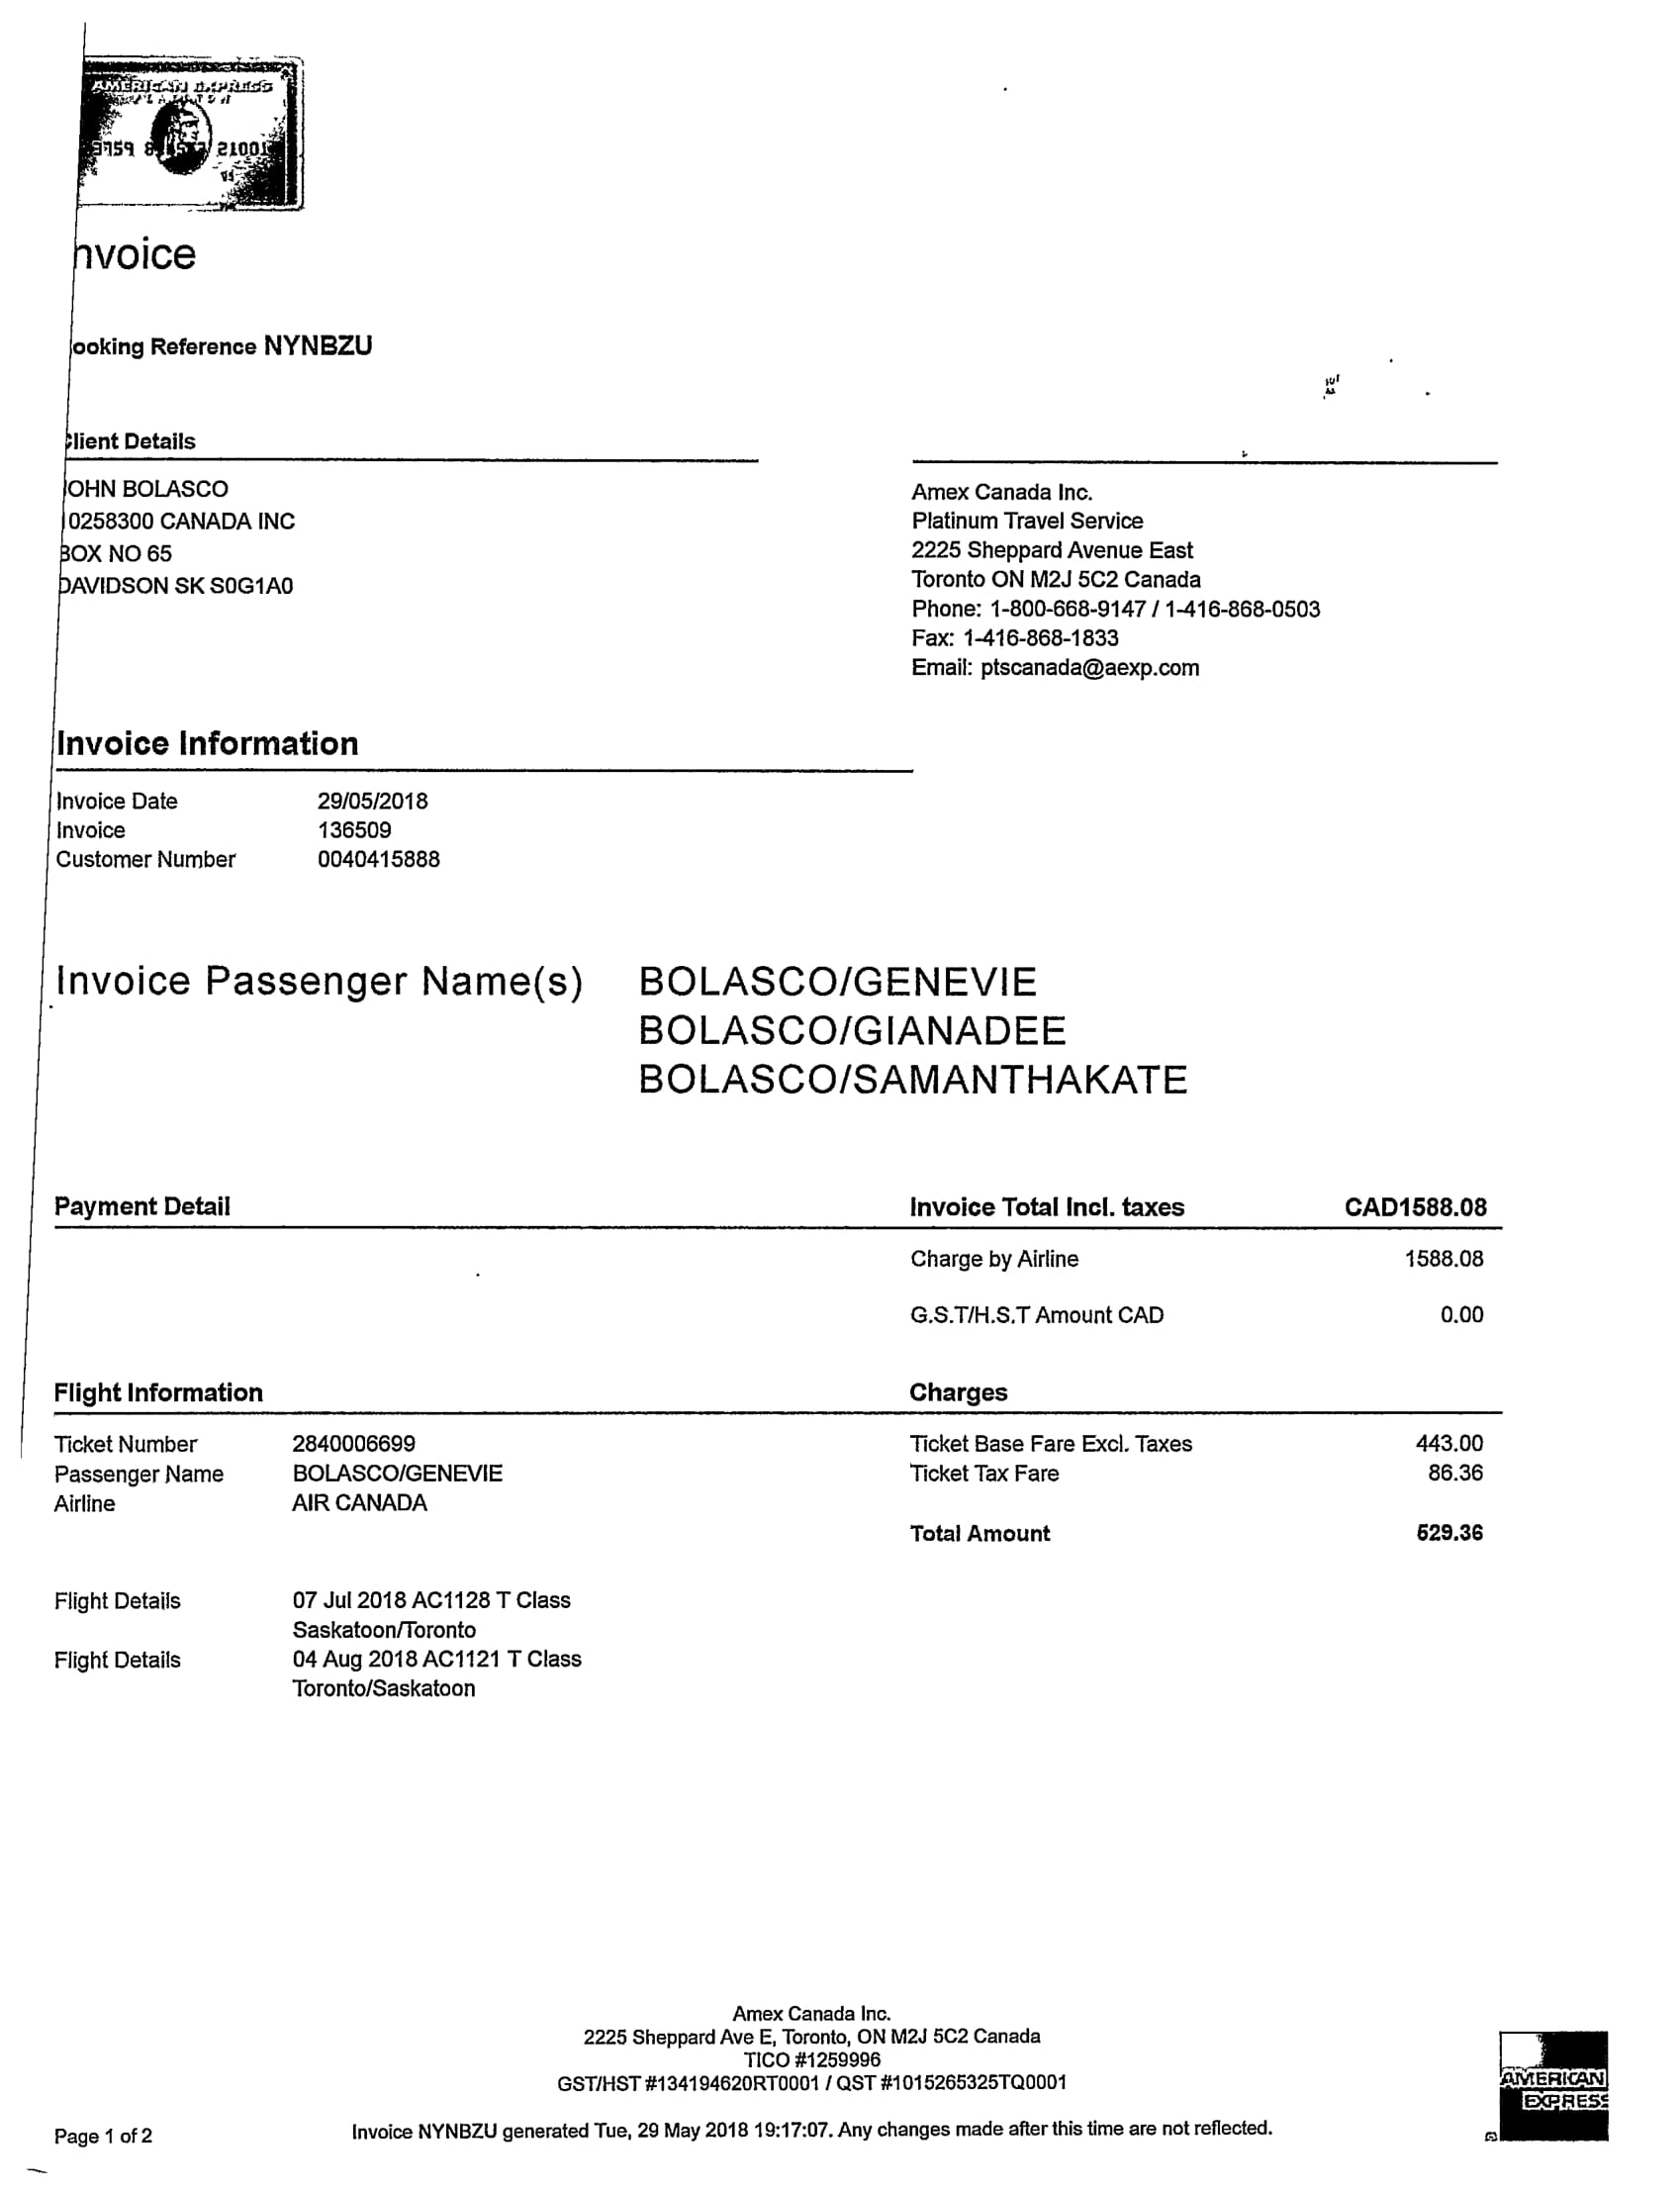 AMERICAN EXPRESS
3759 8 21001
nvoice
ooking Reference NYNBZU
lient Details
OHN BOLASCO
0258300 CANADA INC
BOX NO 65
DAVIDSON SK S0G1A0
Amex Canada Inc.
Platinum Travel Service
2225 Sheppard Avenue East
Toronto ON M2J 5C2 Canada
Phone: 1-800-668-9147 / 1-416-868-0503
Fax: 1-416-868-1833
Email: ptscanada@aexp.com
Invoice Information
Invoice Date 29/05/2018
Invoice 136509
Customer Number 0040415888
Invoice Passenger Name(s) BOLASCO/GENEVIE
BOLASCO/GIANADEE
BOLASCO/SAMANTHAKATE
Payment Detail Invoice Total Incl. taxes CAD1588.08
Charge by Airline 1588.08
G.S.T/H.S.T Amount CAD 0.00
Flight Information Charges
Ticket Number 2840006699 Ticket Base Fare Excl. Taxes 443.00
Passenger Name BOLASCO/GENEVIE Ticket Tax Fare 86.36
Airline AIR CANADA
Total Amount 529.36
Flight Details 07 Jul 2018 AC1128 T Class
Saskatoon/Toronto
Flight Details 04 Aug 2018 AC1121 T Class
Toronto/Saskatoon
Amex Canada Inc.
2225 Sheppard Ave E, Toronto, ON M2J 5C2 Canada
TICO #1259996
GST/HST #134194620RT0001 / QST #1015265325TQ0001
Page 1 of 2
Invoice NYNBZU generated Tue, 29 May 2018 19:17:07. Any changes made after this time are not reflected.
AMERICAN
EXPRESS